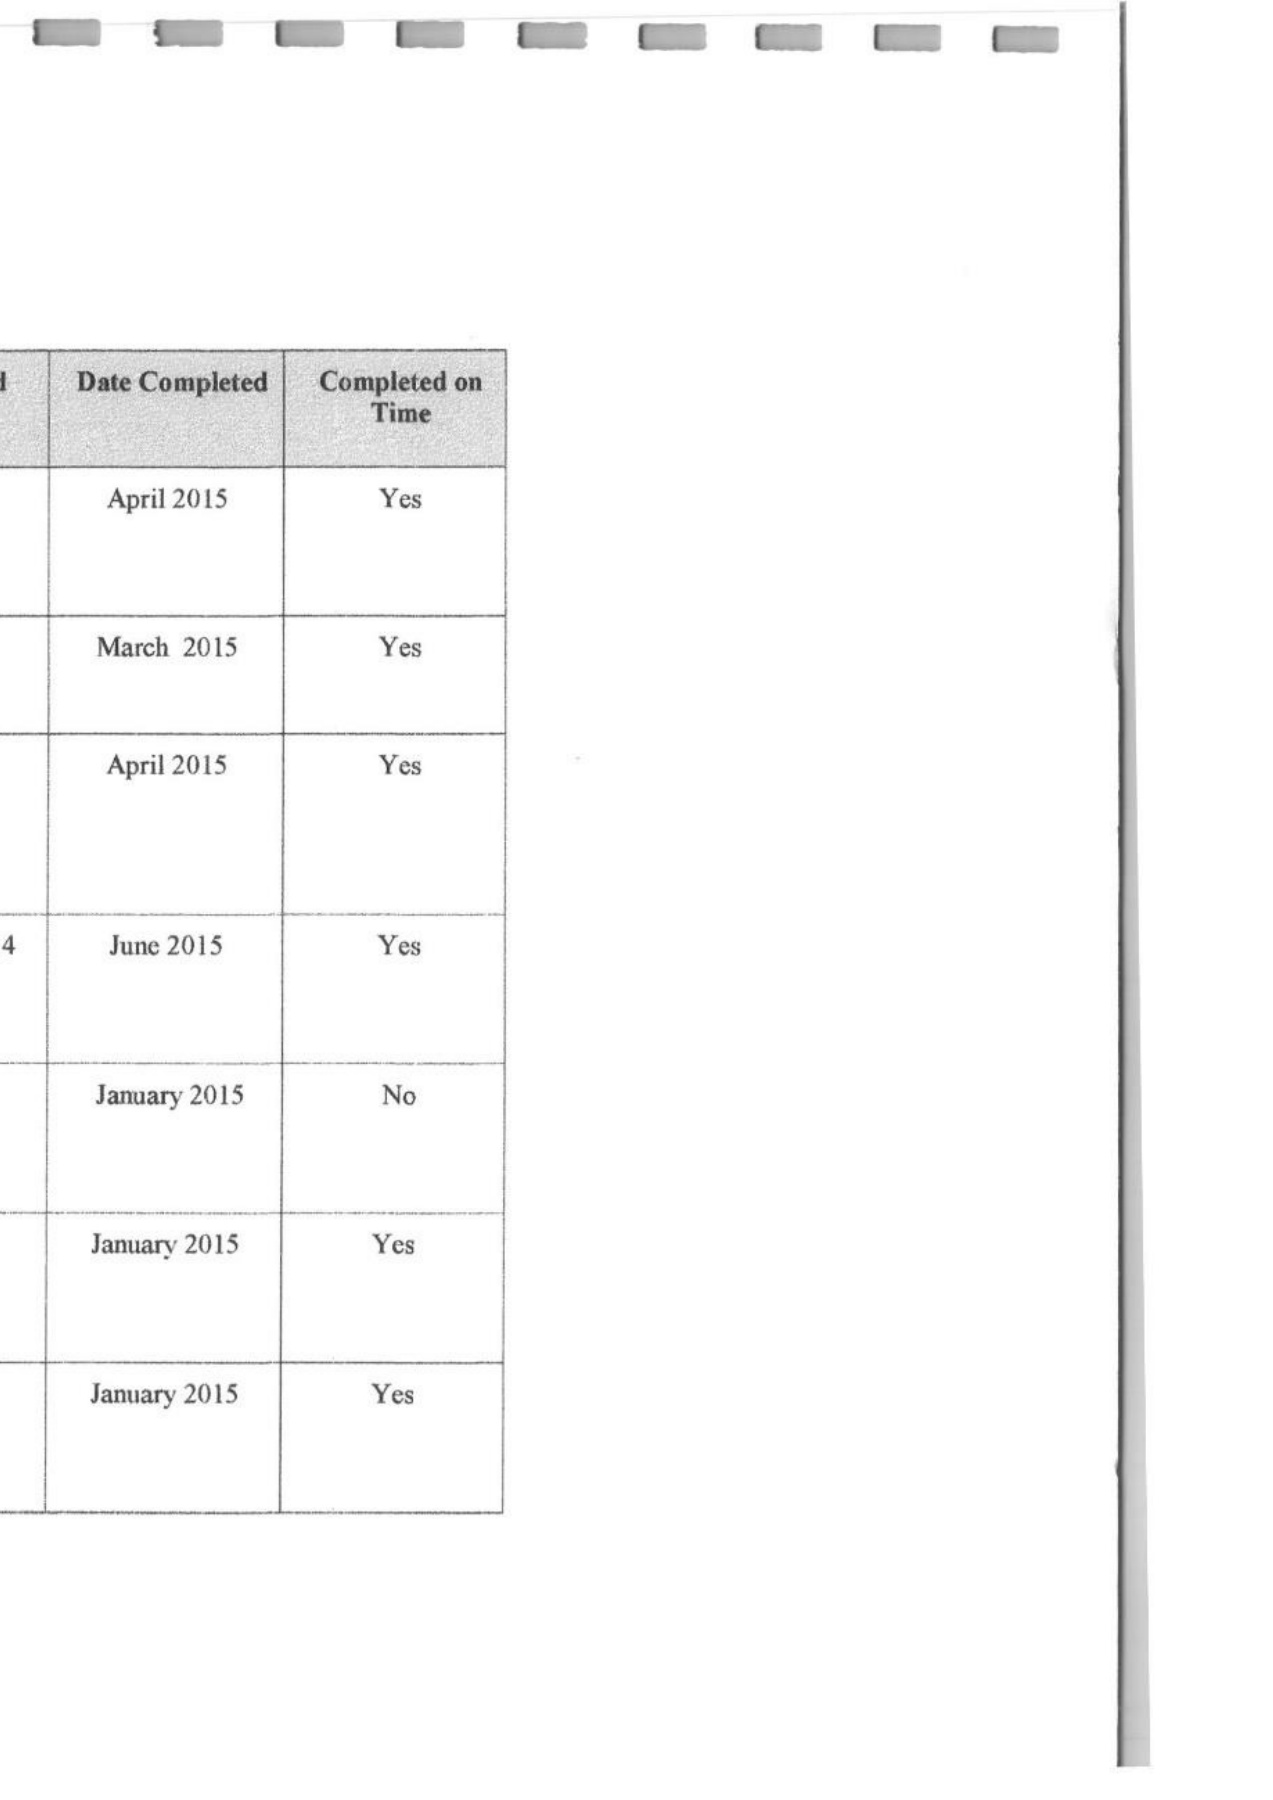 d Date Completed Completed on
Time
April 2015 Yes
March 2015 Yes
April 2015 Yes
4 June 2015 Yes
January 2015 No
January 2015 Yes
January 2015 Yes